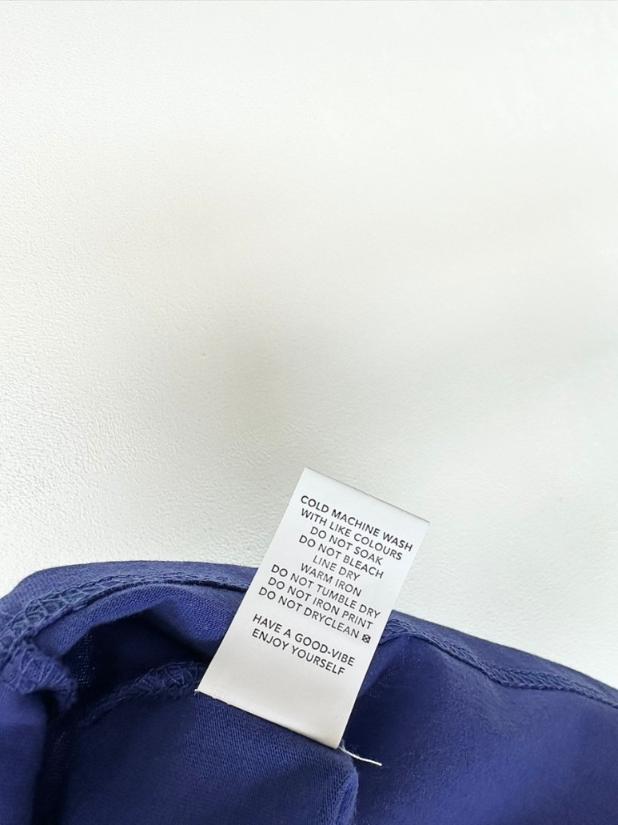 COLD MACHINE WASH
WITH LIKE COLOURS
DO NOT SOAK
DO NOT BLEACH
LINE DRY
WARM IRON
DO NOT TUMBLE DRY
DO NOT IRON PRINT
DO NOT DRYCLEAN
HAVE A GOOD-VIBE
ENJOY YOURSELF